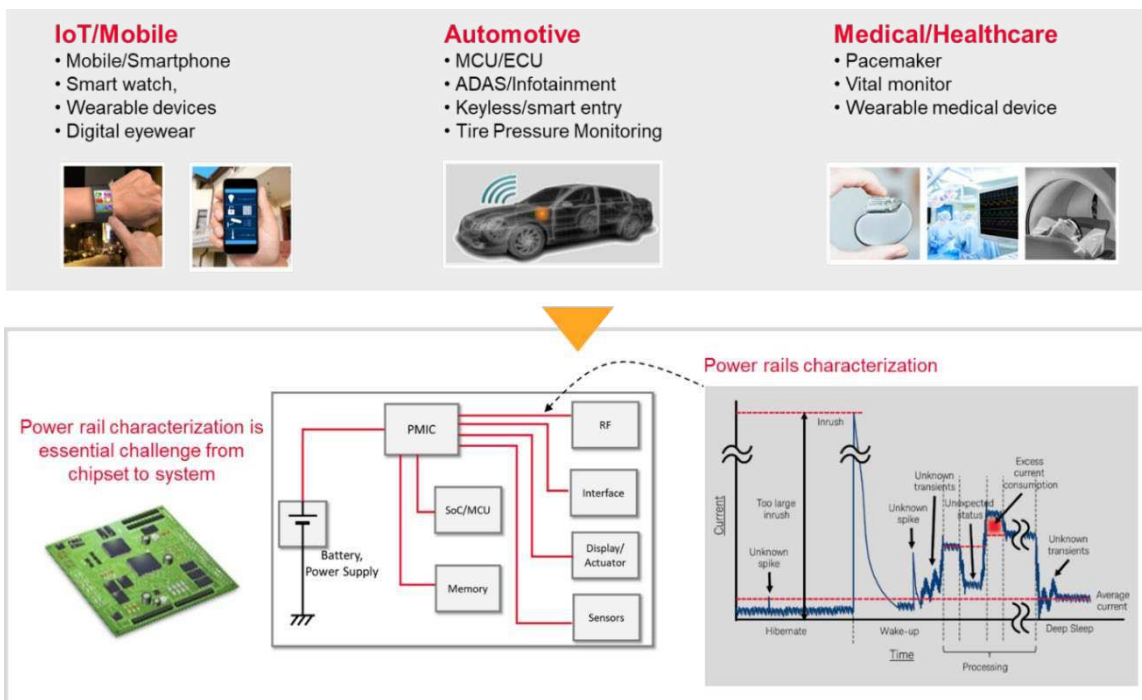 IoT/Mobile
• Mobile/Smartphone
• Smart watch,
• Wearable devices
• Digital eyewear
Automotive
• MCU/ECU
• ADAS/Infotainment
• Keyless/smart entry
• Tire Pressure Monitoring
Medical/Healthcare
• Pacemaker
• Vital monitor
• Wearable medical device
Power rail characterization is
essential challenge from
chipset to system
PMIC
RF
Interface
SoC/MCU
Display/
Actuator
Memory
Sensors
Battery,
Power Supply
Power rails characterization
Current
Inrush
Too large
inrush
Unknown
spike
Unknown
spike
Unknown
transients
Unexpected
status
Excess
current
consumption
Unknown
transients
Average
current
Hibernate
Wake-up
Deep Sleep
Time
Processing